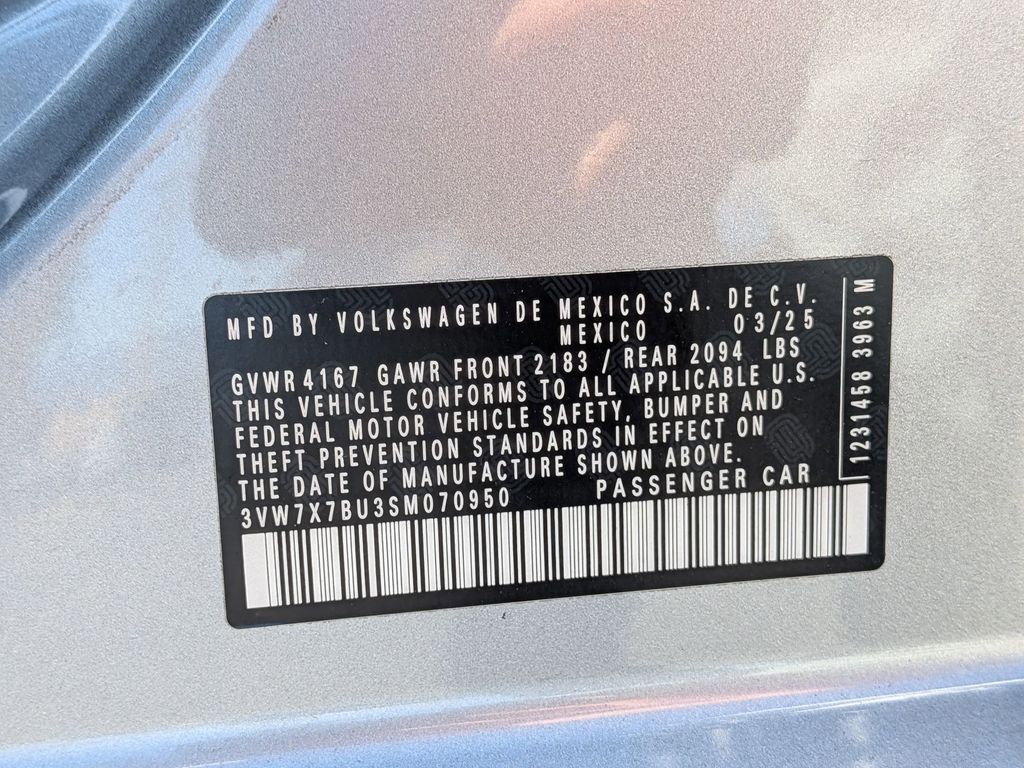 MFD BY VOLKSWAGEN DE MEXICO S.A. DE C.V.
MEXICO 03/25
GVWR 4167 GAWR FRONT 2183 / REAR 2094 LBS
THIS VEHICLE CONFORMS TO ALL APPLICABLE U.S.
FEDERAL MOTOR VEHICLE SAFETY, BUMPER AND
THEFT PREVENTION STANDARDS IN EFFECT ON
THE DATE OF MANUFACTURE SHOWN ABOVE.
3VW7X7BU3SM070950 PASSENGER CAR
1231458 3963 M